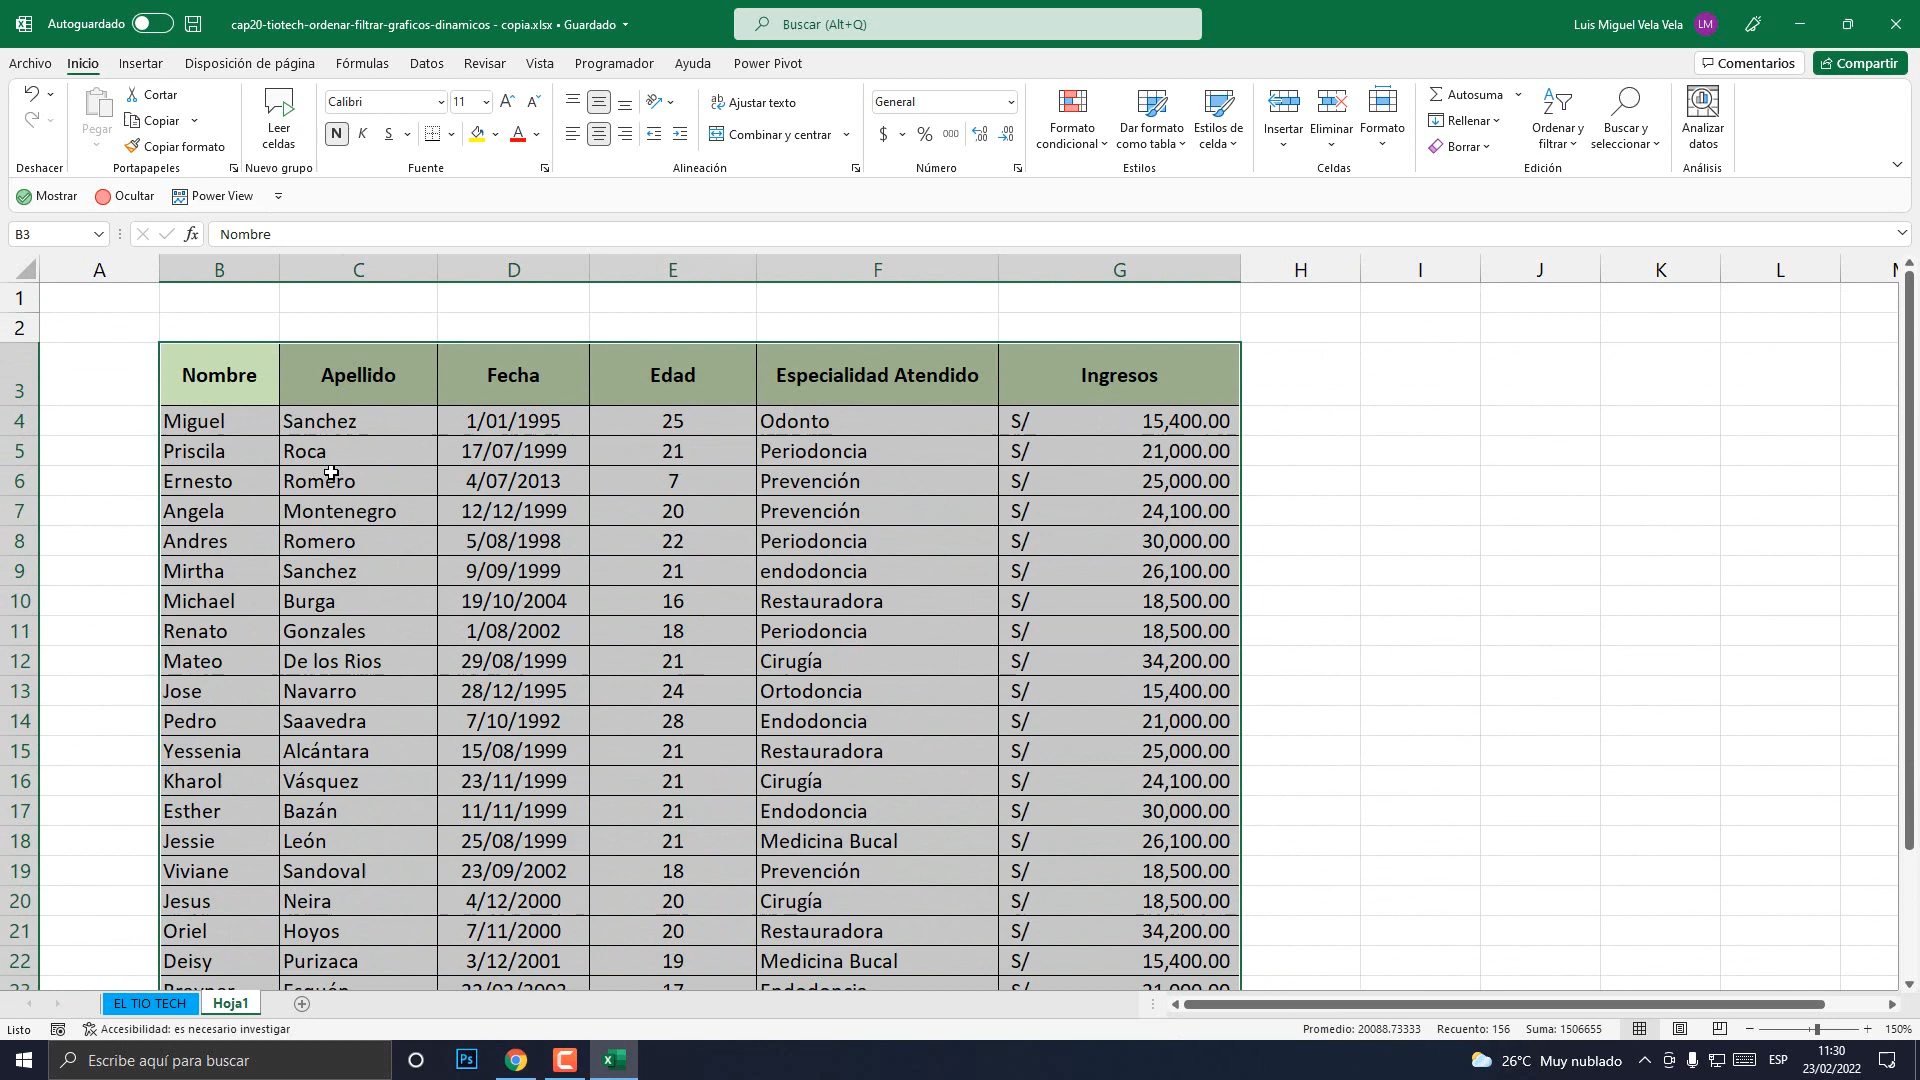 Autoguardado cap20-tiotech-ordenar-filtrar-graficos-dinamicos - copia.xlsx • Guardado Buscar (Alt+Q) Luis Miguel Vela Vela LM
Archivo Inicio Insertar Disposición de página Fórmulas Datos Revisar Vista Programador Ayuda Power Pivot Comentarios Compartir
Pegar Cortar Copiar Copiar formato Leer celdas Calibri 11 N K S Ajustar texto Combinar y centrar General $ % 000 Formato condicional Dar formato como tabla Estilos de celda Insertar Eliminar Formato Autosuma Rellenar Borrar Ordenar y filtrar Buscar y seleccionar Analizar datos
Deshacer Portapapeles Nuevo grupo Fuente Alineación Número Estilos Celdas Edición Análisis
Mostrar Ocultar Power View
B3 fx Nombre
A B C D E F G H I J K L
1
2
3 Nombre Apellido Fecha Edad Especialidad Atendido Ingresos
4 Miguel Sanchez 1/01/1995 25 Odonto S/ 15,400.00
5 Priscila Roca 17/07/1999 21 Periodoncia S/ 21,000.00
6 Ernesto Romero 4/07/2013 7 Prevención S/ 25,000.00
7 Angela Montenegro 12/12/1999 20 Prevención S/ 24,100.00
8 Andres Romero 5/08/1998 22 Periodoncia S/ 30,000.00
9 Mirtha Sanchez 9/09/1999 21 endodoncia S/ 26,100.00
10 Michael Burga 19/10/2004 16 Restauradora S/ 18,500.00
11 Renato Gonzales 1/08/2002 18 Periodoncia S/ 18,500.00
12 Mateo De los Rios 29/08/1999 21 Cirugía S/ 34,200.00
13 Jose Navarro 28/12/1995 24 Ortodoncia S/ 15,400.00
14 Pedro Saavedra 7/10/1992 28 Endodoncia S/ 21,000.00
15 Yessenia Alcántara 15/08/1999 21 Restauradora S/ 25,000.00
16 Kharol Vásquez 23/11/1999 21 Cirugía S/ 24,100.00
17 Esther Bazán 11/11/1999 21 Endodoncia S/ 30,000.00
18 Jessie León 25/08/1999 21 Medicina Bucal S/ 26,100.00
19 Viviane Sandoval 23/09/2002 18 Prevención S/ 18,500.00
20 Jesus Neira 4/12/2000 20 Cirugía S/ 18,500.00
21 Oriel Hoyos 7/11/2000 20 Restauradora S/ 34,200.00
22 Deisy Purizaca 3/12/2001 19 Medicina Bucal S/ 15,400.00
EL TIO TECH Hoja1
Listo Accesibilidad: es necesario investigar Promedio: 20088.73333 Recuento: 156 Suma: 1506655 150%
Escribe aquí para buscar Ps 26°C Muy nublado ESP 11:30
23/02/2022